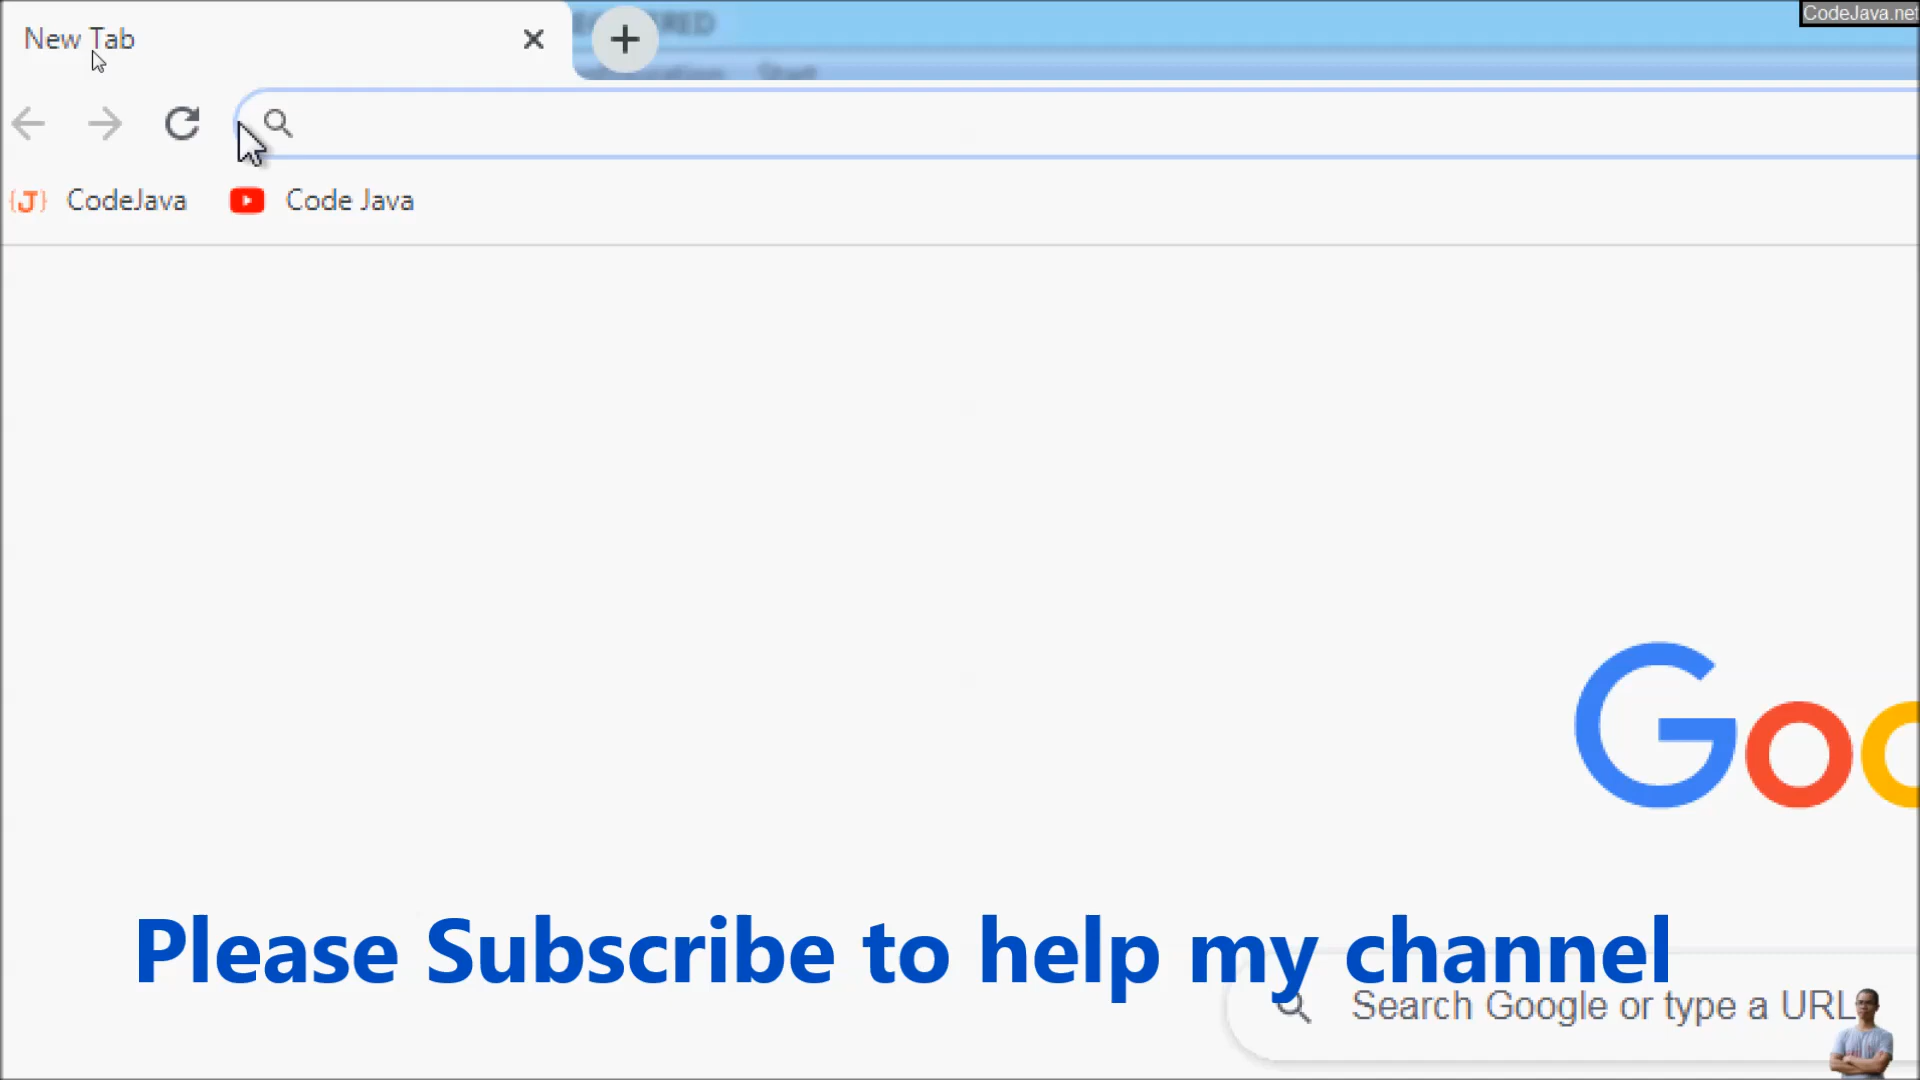 New Tab
CodeJava.net
CodeJava
Code Java
Please Subscribe to help my channel
Search Google or type a URL